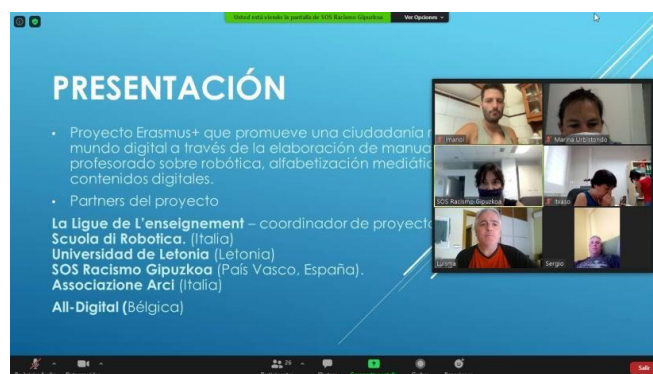 Usted está viendo la pantalla de SOS Racismo Gipuzkoa
Ver Opciones
PRESENTACIÓN
• Proyecto Erasmus+ que promueve una ciudadanía r
mundo digital a través de la elaboración de manua
profesorado sobre robótica, alfabetización mediátic
contenidos digitales.
• Partners del proyecto
La Ligue de L'enseignement – coordinador de proyecto
Scuola di Robotica. (Italia)
Universidad de Letonia (Letonia)
SOS Racismo Gipuzkoa (País Vasco, España).
Associazione Arci (Italia)
All-Digital (Bélgica)
Marina Urbistondo
SOS Racismo Gipuzkoa
Sergio
26
Salir